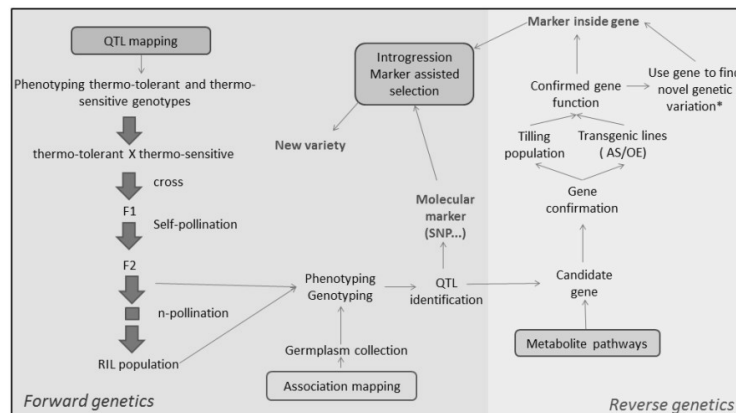 QTL mapping
Phenotyping thermo-tolerant and thermo-
sensitive genotypes
thermo-tolerant X thermo-sensitive
cross
F1
Self-pollination
F2
n-pollination
RIL population
Forward genetics
Introgression
Marker assisted
selection
New variety
Molecular
marker
(SNP...)
Phenotyping
Genotyping
QTL
identification
Germplasm collection
Association mapping
Marker inside gene
Confirmed gene
function
Use gene to find
novel genetic
variation*
Tilling
population
Transgenic lines
( AS/OE)
Gene
confirmation
Candidate
gene
Metabolite pathways
Reverse genetics